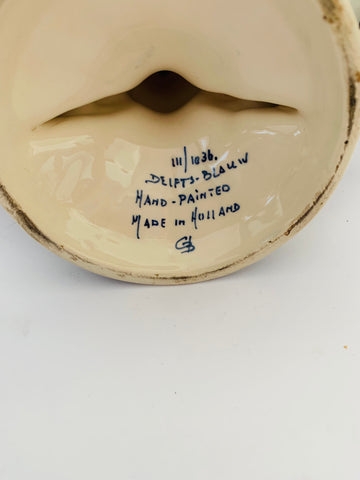 111/1036.
DELFTS-BLAUW
HAND-PAINTED
MADE IN HOLLAND